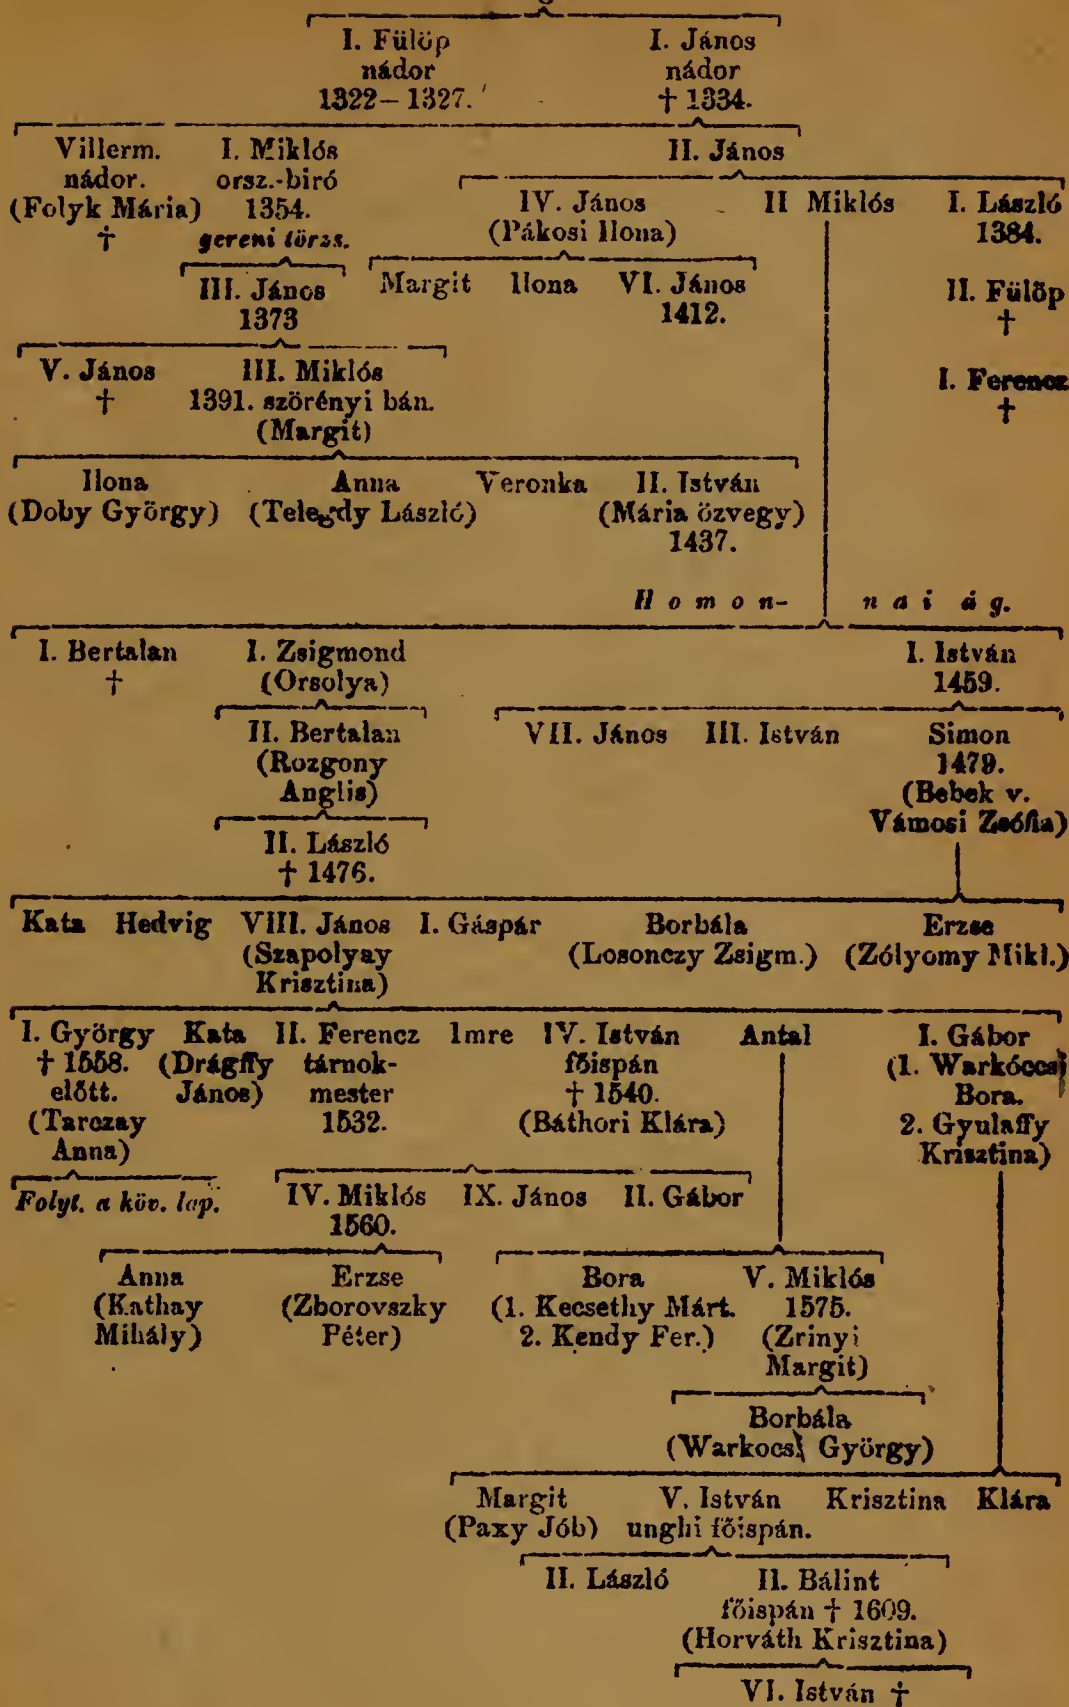 I. Fülöp I. János
nádor nádor
1322 – 1327. † 1334.
Villerm. I. Miklós II. János
nádor. orsz.-biró
(Folyk Mária) 1354. IV. János II Miklós I. László
† gereni törzs. (Pákosi Ilona) 1384.
III. János Margit Ilona VI. János II. Fülöp
1373 1412. †
V. János III. Miklós I. Ferencz
† 1391. szörényi bán. †
(Margit)
Ilona Anna Veronka II. István
(Doby György) (Telegdy László) (Mária özvegy)
1437.
Homon- nai ág.
I. Bertalan I. Zsigmond I. István
† (Orsolya) 1459.
II. Bertalan VII. János III. István Simon
(Rozgony 1479.
Anglis) (Bebek v.
II. László Vámosi Zsófia)
† 1476.
Kata Hedvig VIII. János I. Gáspár Borbála Erzse
(Szapolyay (Losonczy Zsigm.) (Zólyomy Mikl.)
Krisztina)
I. György Kata II. Ferencz Imre IV. István Antal I. Gábor
† 1558. (Drágffy tárnok- főispán (1. Warkóccsi
előtt. János) mester † 1540. Bora.
(Tarczay 1532. (Báthori Klára) 2. Gyulaffy
Anna) Krisztina)
Folyt. a köv. lap. IV. Miklós IX. János II. Gábor
1560.
Anna Erzse Bora V. Miklós
(Kathay (Zborovszky (1. Kecsethy Márt. 1575.
Mihály) Péter) 2. Kendy Fer.) (Zrinyi
Margit)
Borbála
(Warkocsi György)
Margit V. István Krisztina Klára
(Paxy Jób) unghi főispán.
II. László II. Bálint
főispán † 1609.
(Horváth Krisztina)
VI. István †